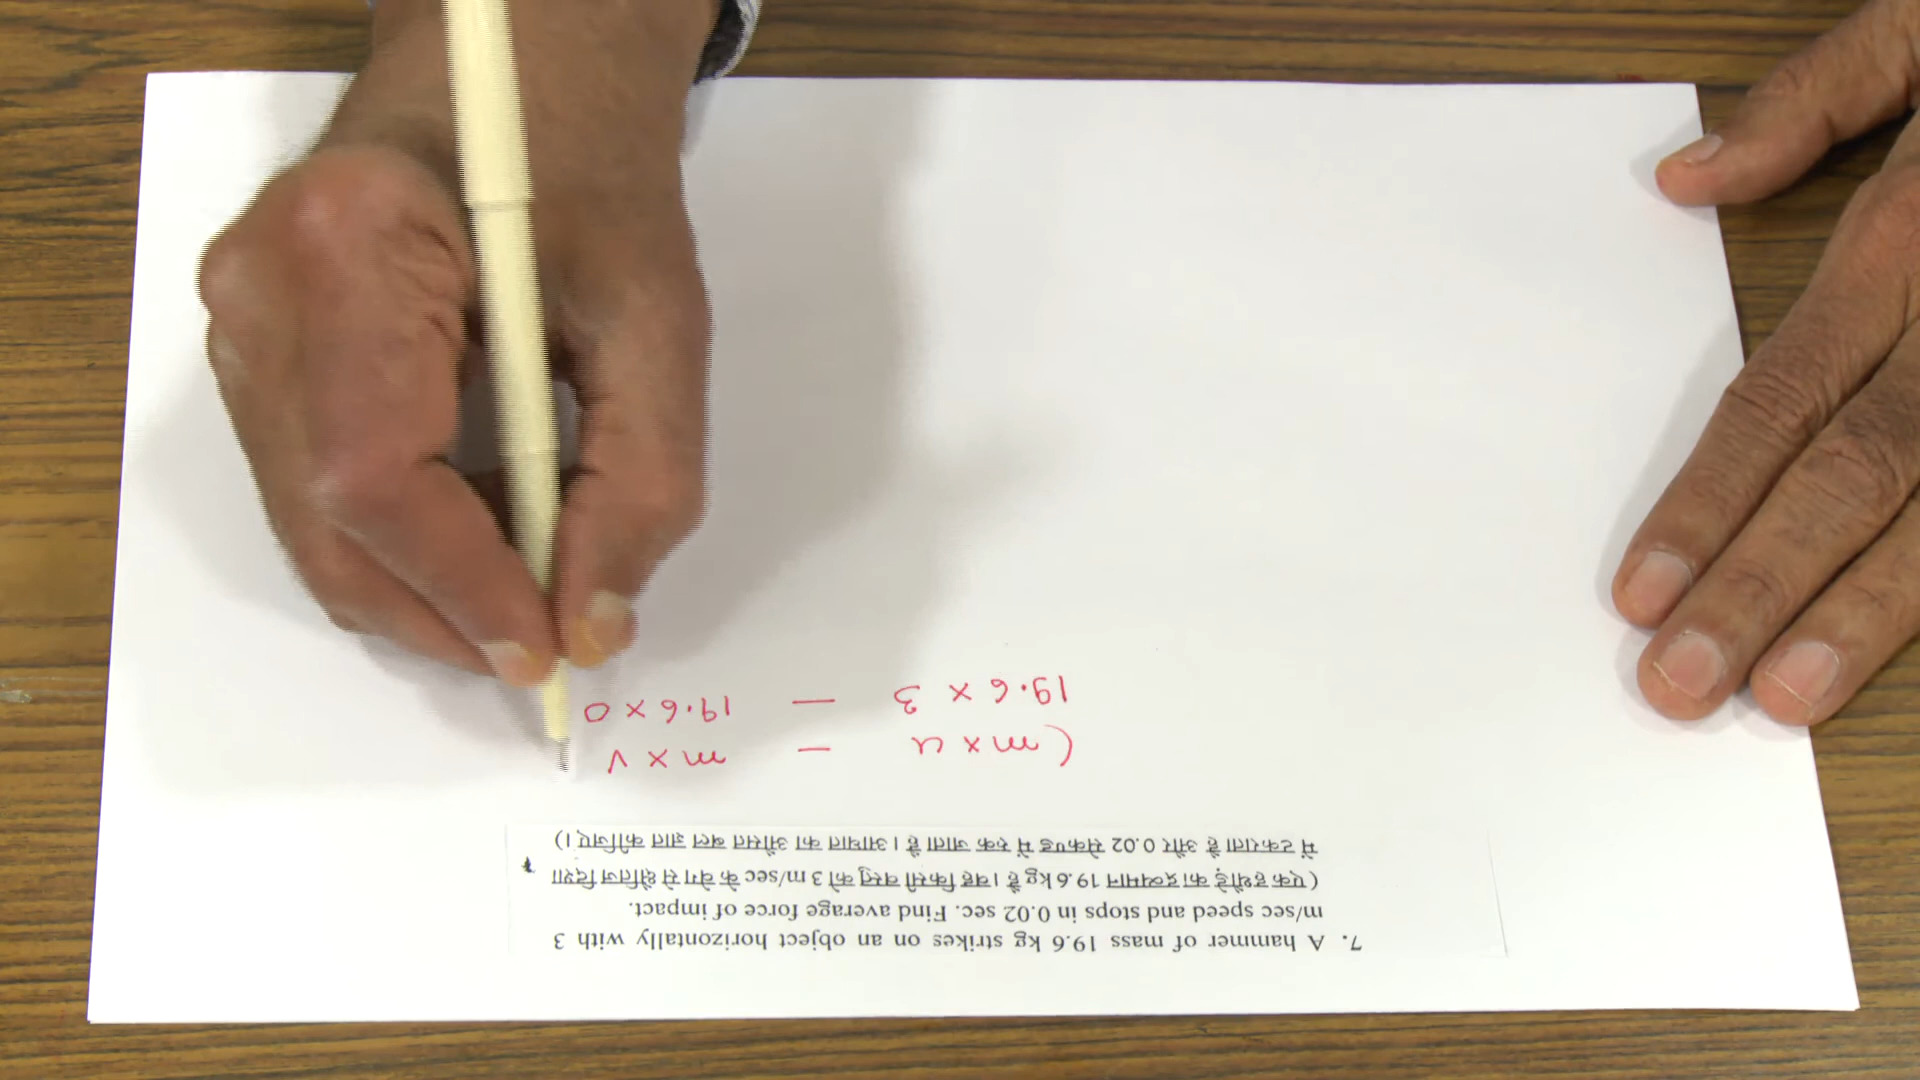 7. A hammer of mass 19.6 kg strikes on an object horizontally with 3
m/sec speed and stops in 0.02 sec. Find average force of impact.
(एक हथौड़े का द्रव्यमान 19.6 kg है। वह किसी वस्तु को 3 m/sec के वेग से क्षैतिज दिशा
में टकराता है और 0.02 सेकण्ड में रुक जाता है। आघात का औसत बल ज्ञात कीजिए।)
(m × u − m × v
19.6 × 3 − 19.6 × 0